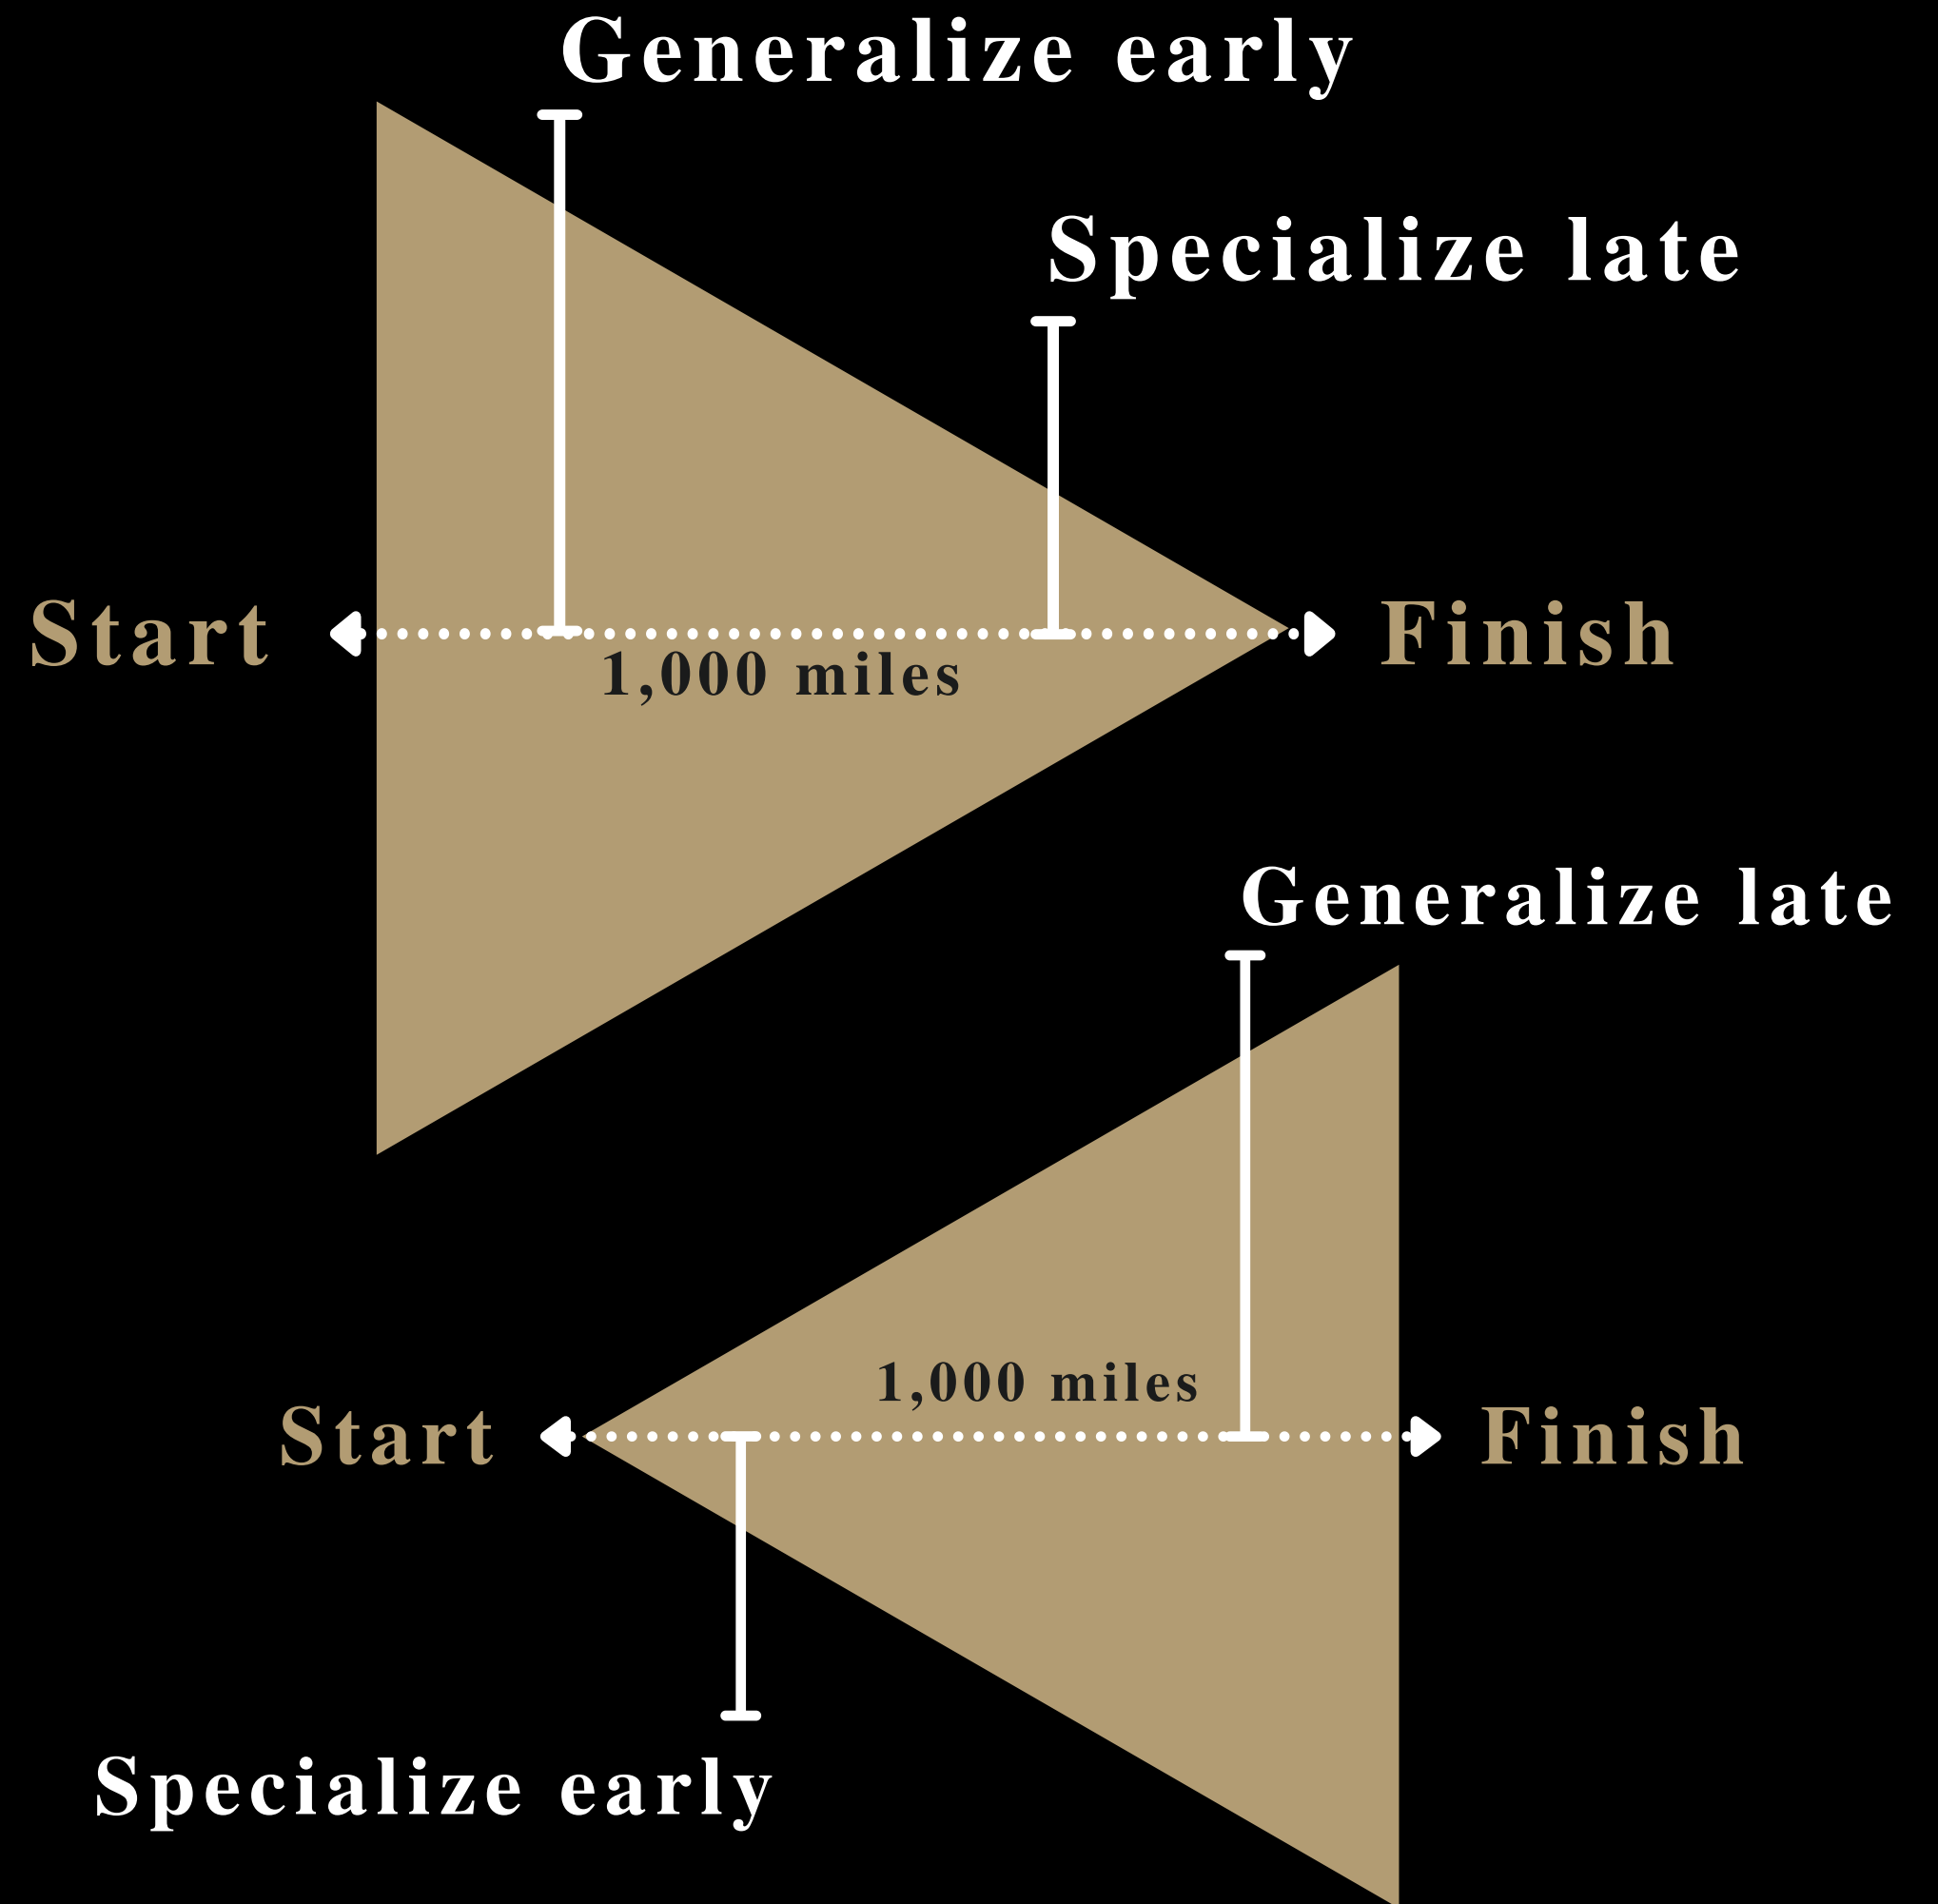 Generalize early
Specialize late
Start
Finish
1,000 miles
Generalize late
1,000 miles
Start
Finish
Specialize early